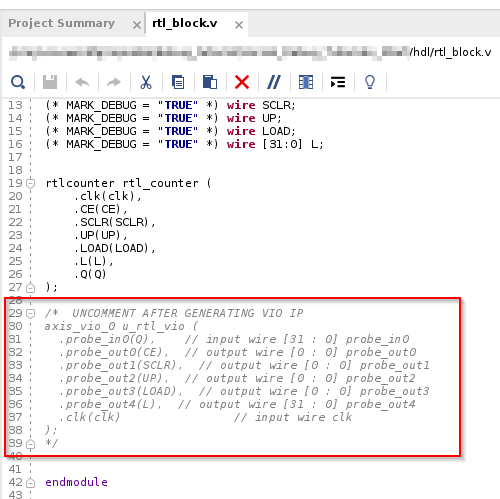 Project Summary × rtl_block.v ×
/hdl/rtl_block.v
13 (* MARK_DEBUG = "TRUE" *) wire SCLR;
14 (* MARK_DEBUG = "TRUE" *) wire UP;
15 (* MARK_DEBUG = "TRUE" *) wire LOAD;
16 (* MARK_DEBUG = "TRUE" *) wire [31:0] L;
17
18
19 rtlcounter rtl_counter (
20 .clk(clk),
21 .CE(CE),
22 .SCLR(SCLR),
23 .UP(UP),
24 .LOAD(LOAD),
25 .L(L),
26 .Q(Q)
27 );
28
29 /* UNCOMMENT AFTER GENERATING VIO IP
30 axis_vio_0 u_rtl_vio (
31 .probe_in0(Q), // input wire [31 : 0] probe_in0
32 .probe_out0(CE), // output wire [0 : 0] probe_out0
33 .probe_out1(SCLR), // output wire [0 : 0] probe_out1
34 .probe_out2(UP), // output wire [0 : 0] probe_out2
35 .probe_out3(LOAD), // output wire [0 : 0] probe_out3
36 .probe_out4(L), // output wire [31 : 0] probe_out4
37 .clk(clk) // input wire clk
38 );
39 */
40
41
42 endmodule
43